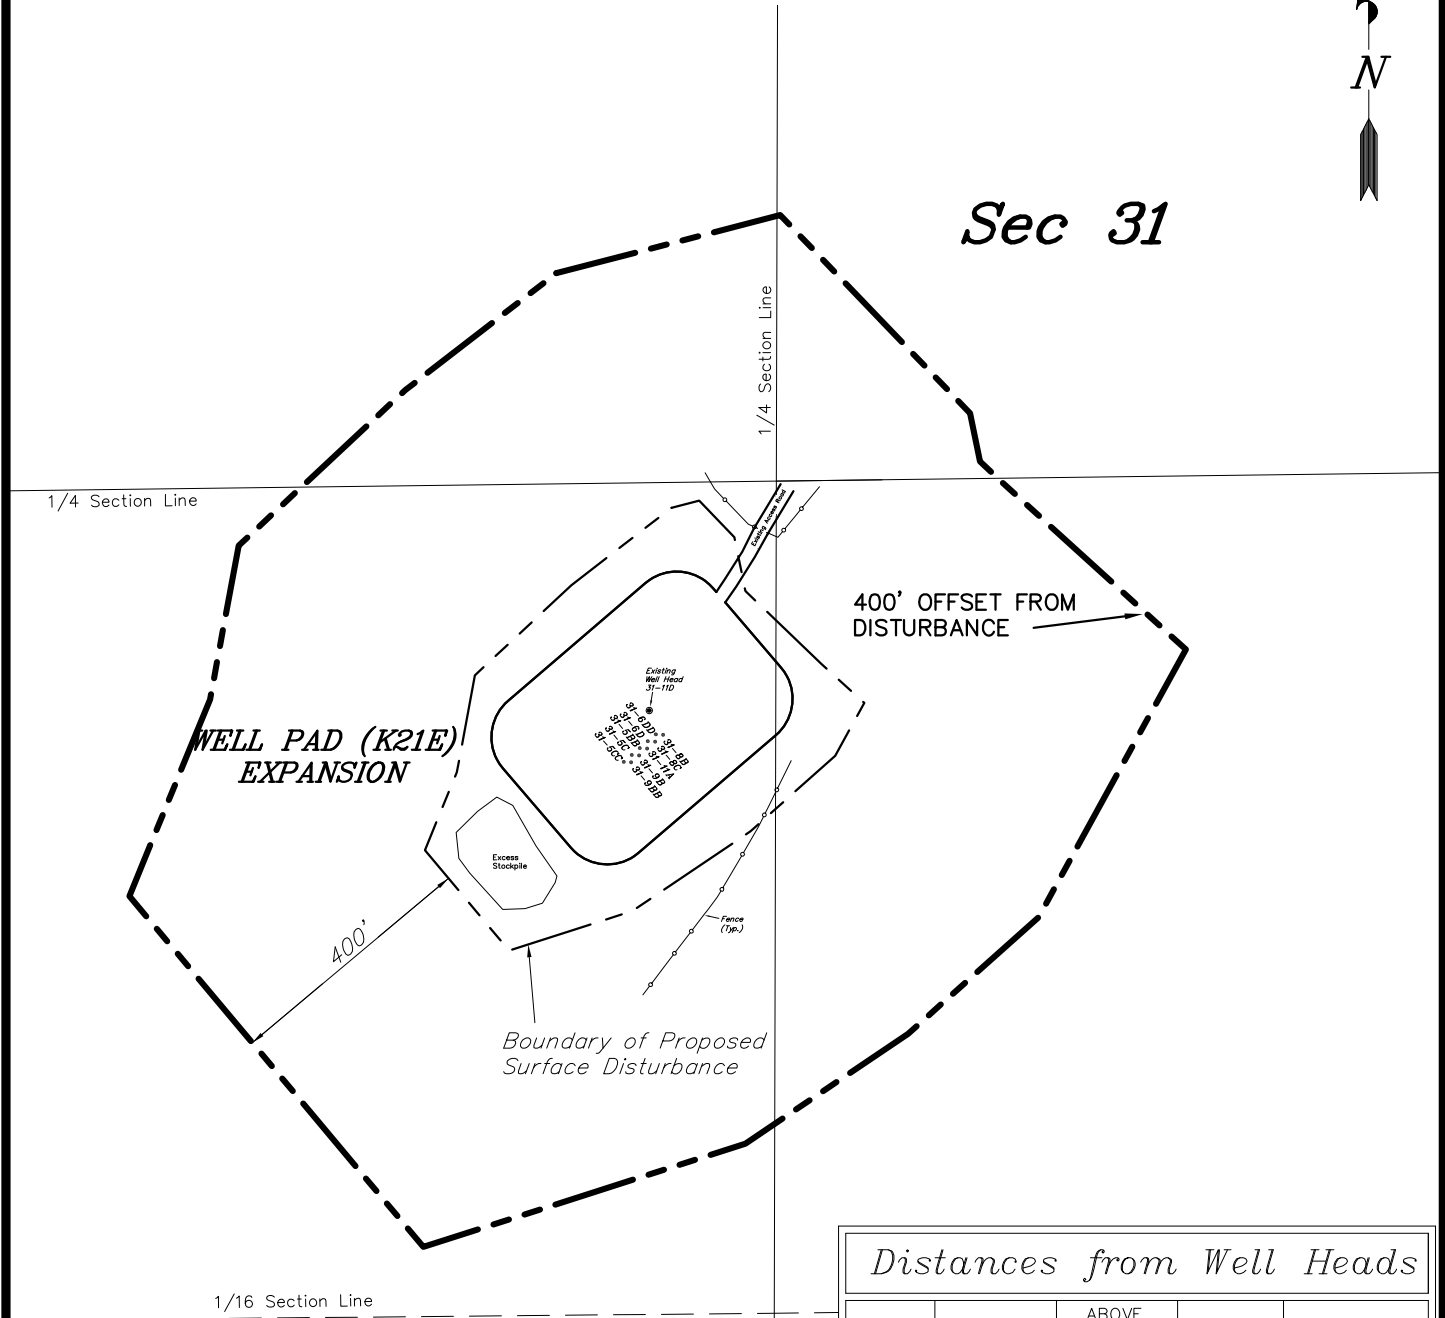 N
Sec 31
1/4 Section Line
1/4 Section Line
Existing Access Road
400' OFFSET FROM
DISTURBANCE
Existing
Well Head
31-11D
WELL PAD (K21E)
EXPANSION
31-6DD
31-6D
31-5BB
31-5C
31-5CC
31-8B
31-8C
31-11A
31-9B
31-9BB
Excess
Stockpile
Fence
(Typ.)
400'
Boundary of Proposed
Surface Disturbance
1/16 Section Line
Distances from Well Heads
ABOVE